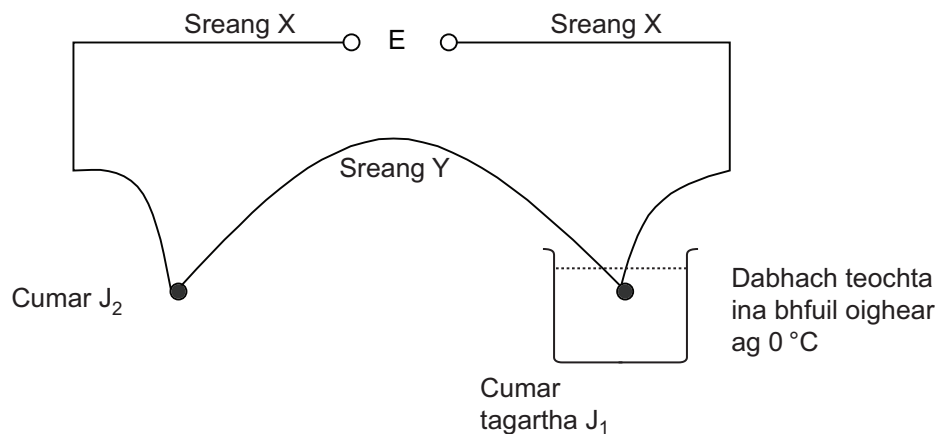 Sreang X
E
Sreang X
Sreang Y
Cumar J₂
Dabhach teochta
ina bhfuil oighear
ag 0 °C
Cumar
tagartha J₁